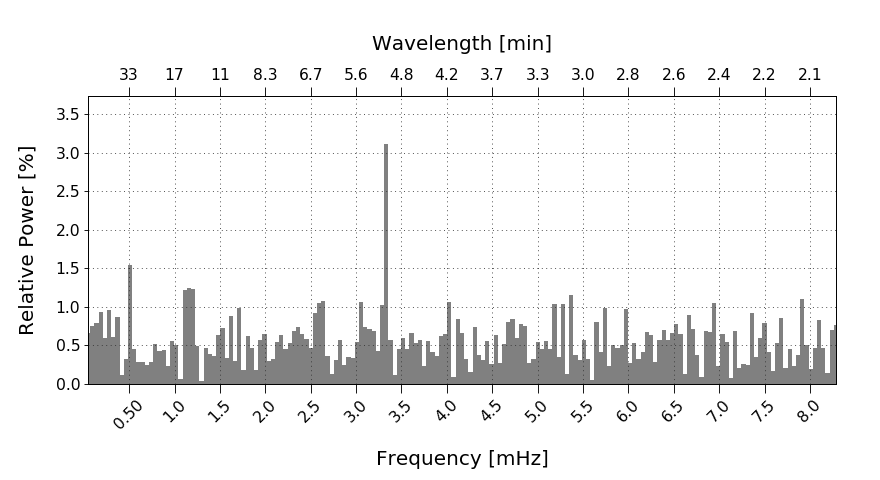 Wavelength [min]
33 17 11 8.3 6.7 5.6 4.8 4.2 3.7 3.3 3.0 2.8 2.6 2.4 2.2 2.1
Relative Power [%]
3.5
3.0
2.5
2.0
1.5
1.0
0.5
0.0
0.50 1.0 1.5 2.0 2.5 3.0 3.5 4.0 4.5 5.0 5.5 6.0 6.5 7.0 7.5 8.0
Frequency [mHz]